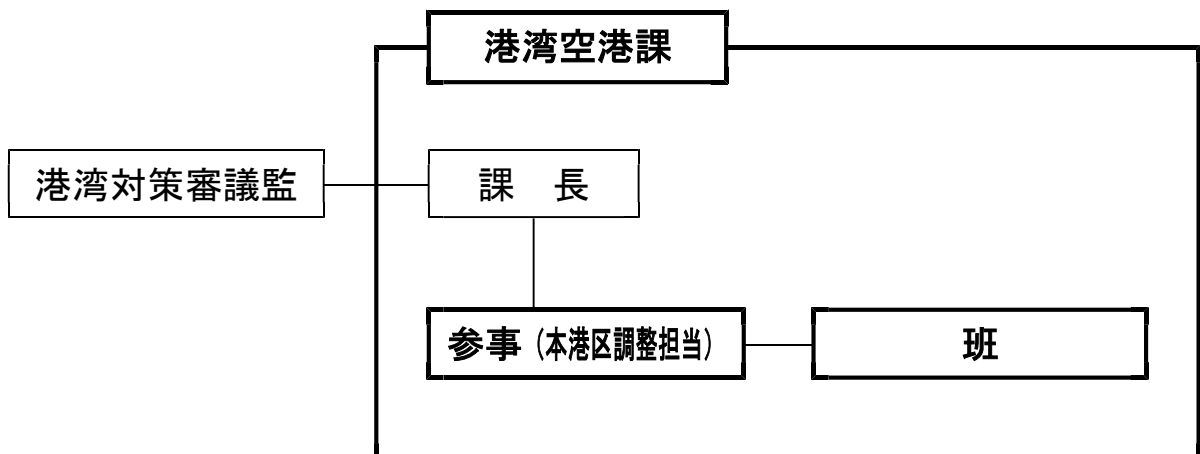 港湾空港課
港湾対策審議監
課　長
参事（本港区調整担当）
班